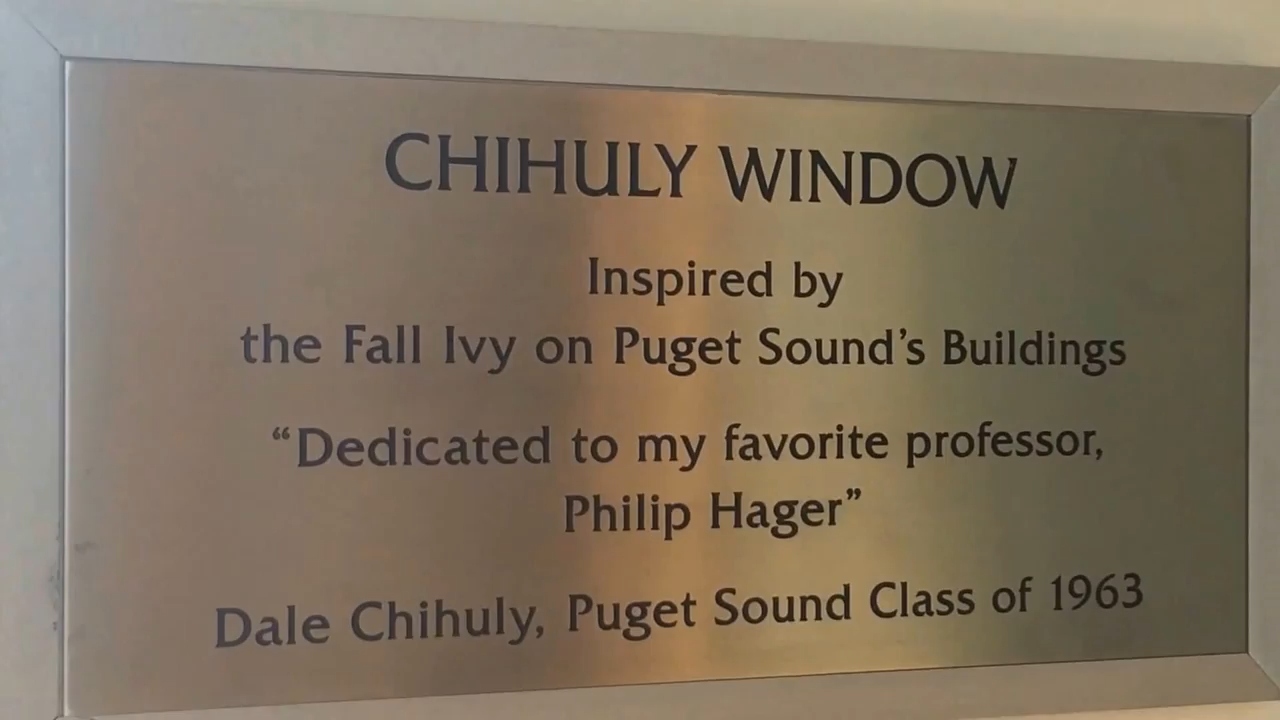 CHIHULY WINDOW
Inspired by
the Fall Ivy on Puget Sound’s Buildings
“Dedicated to my favorite professor,
Philip Hager”
Dale Chihuly, Puget Sound Class of 1963